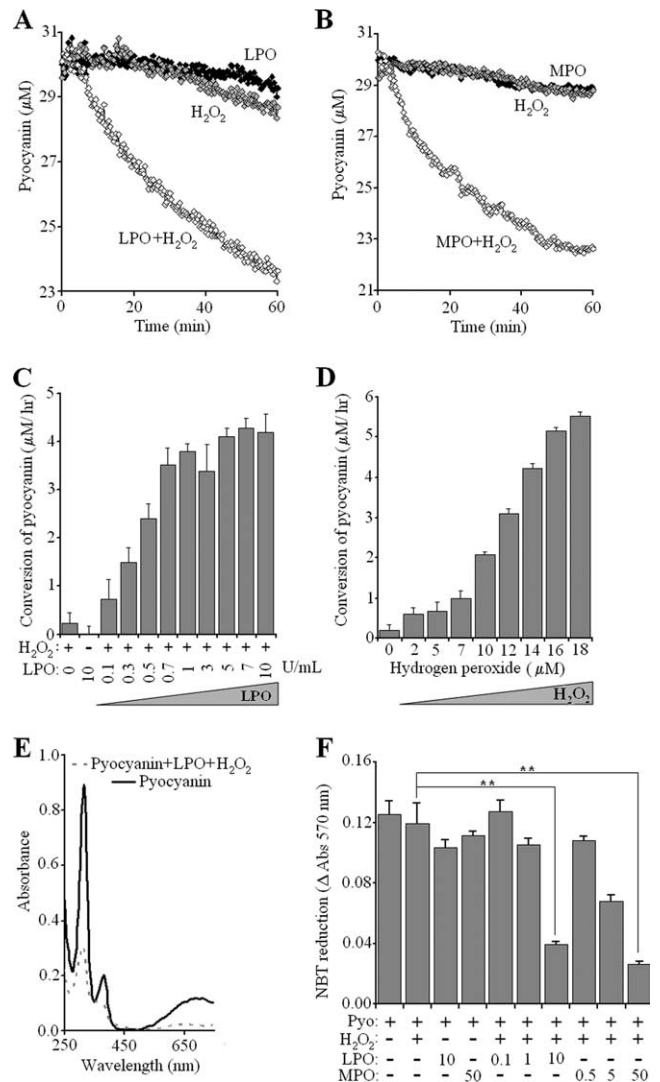 A
31
29
27
25
23
Pyocyanin (µM)
LPO
H2O2
LPO+H2O2
0 20 40 60
Time (min)
B
31
29
27
25
23
21
Pyocyanin (µM)
MPO
H2O2
MPO+H2O2
0 20 40 60
Time (min)
C
5
4
3
2
1
0
Conversion of pyocyanin (µM/ hr)
H2O2: + - + + + + + + + + +
LPO: 0 10 0.1 0.3 0.5 0.7 1 3 5 7 10 U/mL
LPO
D
6
5
4
3
2
1
0
Conversion of pyocyanin (µM/hr)
0 2 5 7 10 12 14 16 18
Hydrogen peroxide (µM)
H2O2
E
1.0
0.8
0.6
0.4
0.2
0.0
Absorbance
Pyocyanin+LPO+H2O2
Pyocyanin
250 450 650
Wavelength (nm)
F
0.16
0.12
0.08
0.04
0.00
NBT reduction (Δ Abs 570 nm)
**
**
Pyo: + + + + + + + + + +
H2O2: - + - - + + + + + +
LPO: - - 10 - 0.1 1 10 - - -
MPO: - - - 50 - - - 0.5 5 50